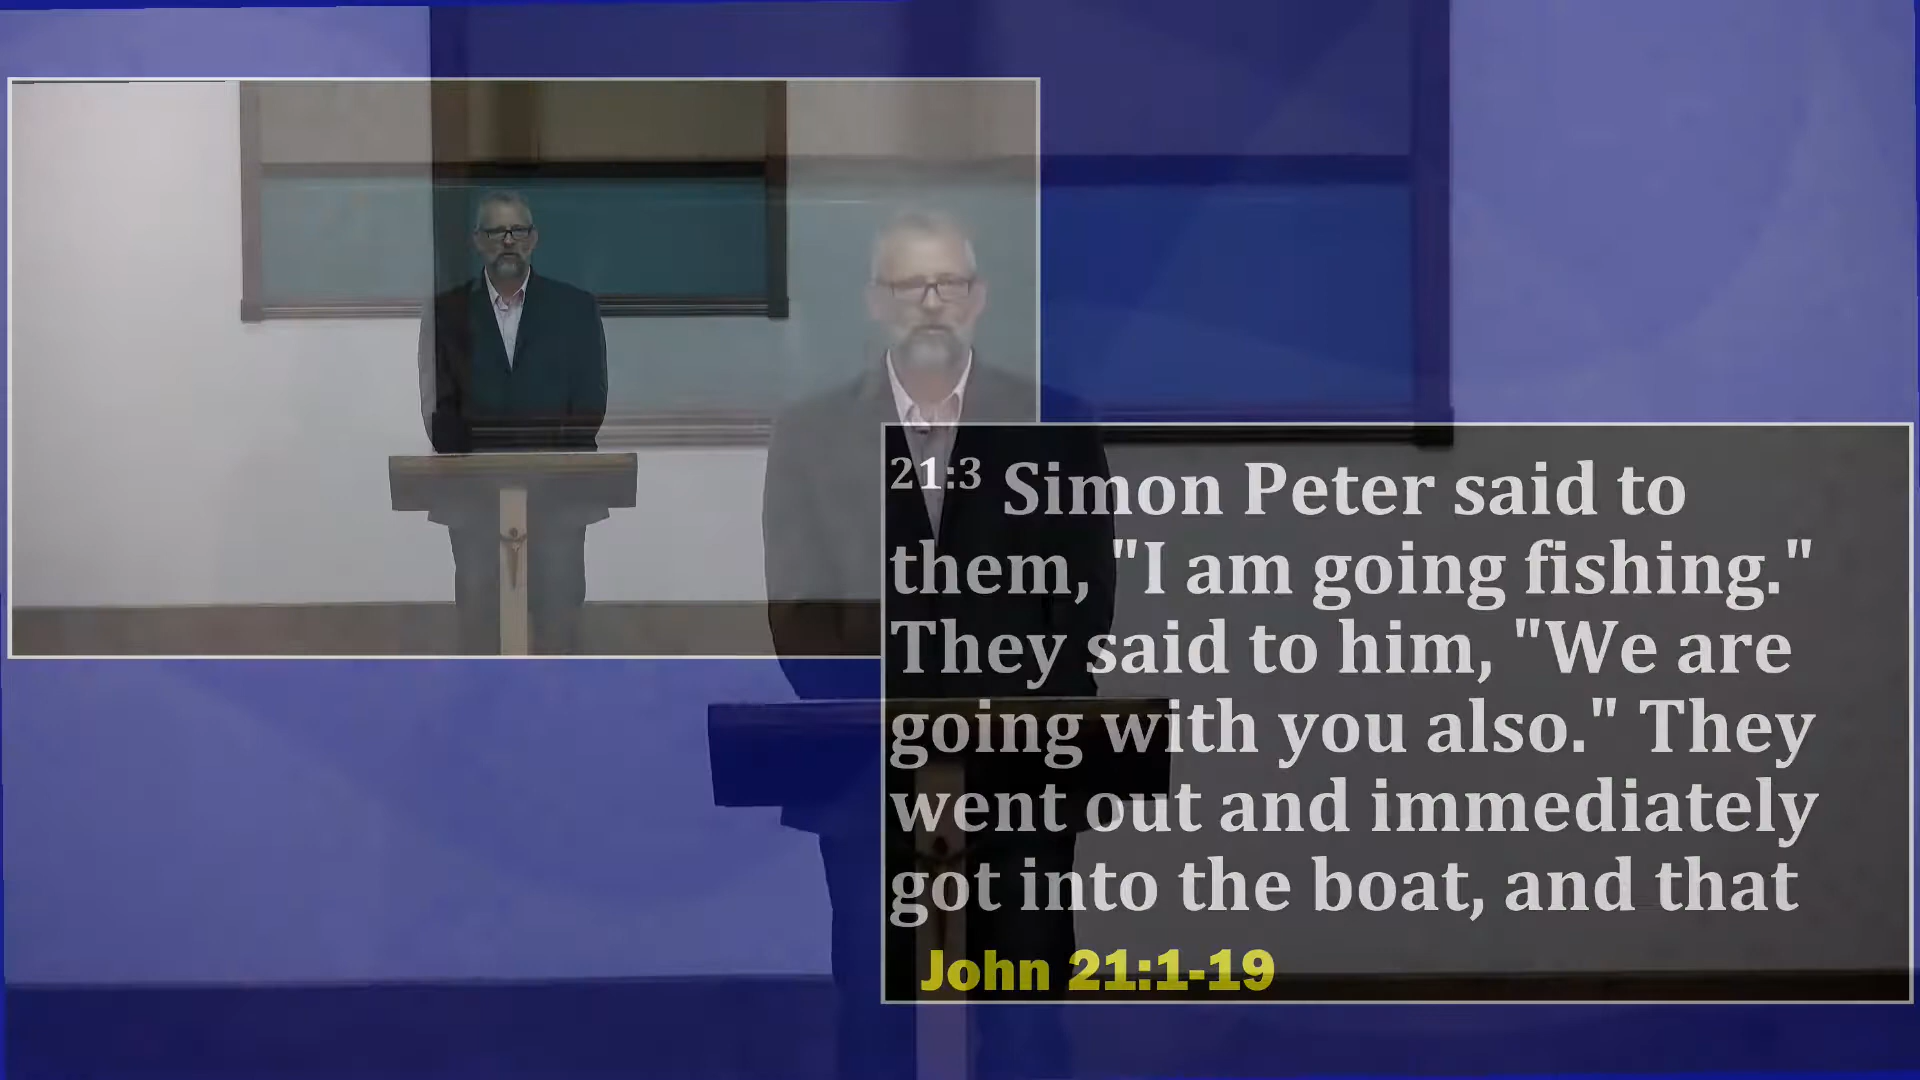 21:3 Simon Peter said to
them, "I am going fishing."
They said to him, "We are
going with you also." They
went out and immediately
got into the boat, and that
John 21:1-19